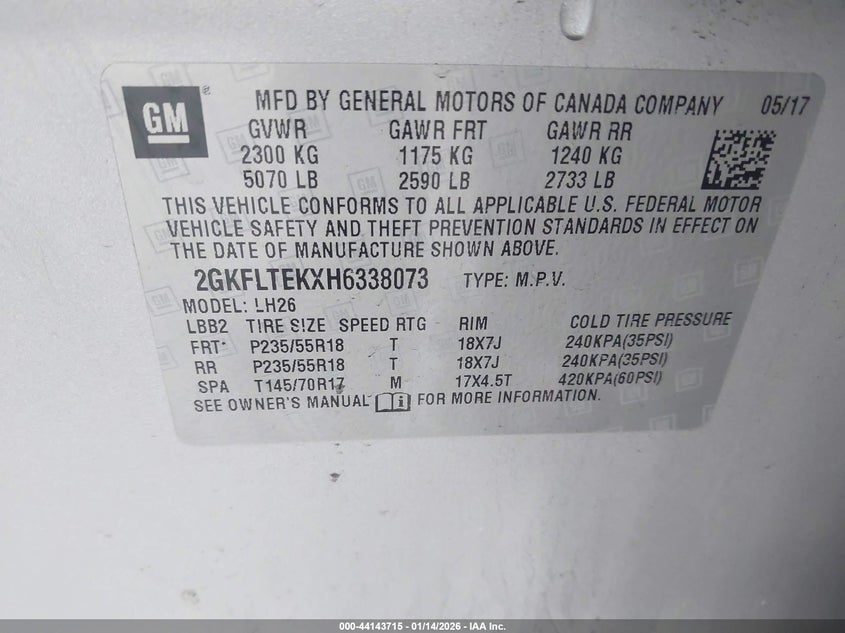 GM
MFD BY GENERAL MOTORS OF CANADA COMPANY 05/17
GVWR GAWR FRT GAWR RR
2300 KG 1175 KG 1240 KG
5070 LB 2590 LB 2733 LB
THIS VEHICLE CONFORMS TO ALL APPLICABLE U.S. FEDERAL MOTOR
VEHICLE SAFETY AND THEFT PREVENTION STANDARDS IN EFFECT ON
THE DATE OF MANUFACTURE SHOWN ABOVE.
2GKFLTEKXH6338073 TYPE: M.P.V.
MODEL: LH26
LBB2 TIRE SIZE SPEED RTG RIM COLD TIRE PRESSURE
FRT P235/55R18 T 18X7J 240KPA(35PSI)
RR P235/55R18 T 18X7J 240KPA(35PSI)
SPA T145/70R17 M 17X4.5T 420KPA(60PSI)
SEE OWNER'S MANUAL FOR MORE INFORMATION.
000-44143715 - 01/14/2026 - IAA Inc.